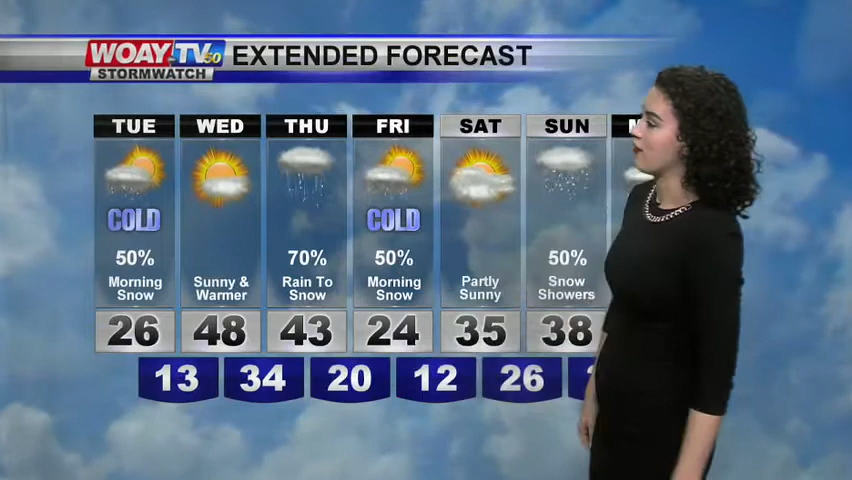 WOAY-TV 50
STORMWATCH
EXTENDED FORECAST
TUE WED THU FRI SAT SUN
COLD COLD
50% 70% 50% 50%
Morning Snow
Sunny & Warmer
Rain To Snow
Morning Snow
Partly Sunny
Snow Showers
26 48 43 24 35 38
13 34 20 12 26